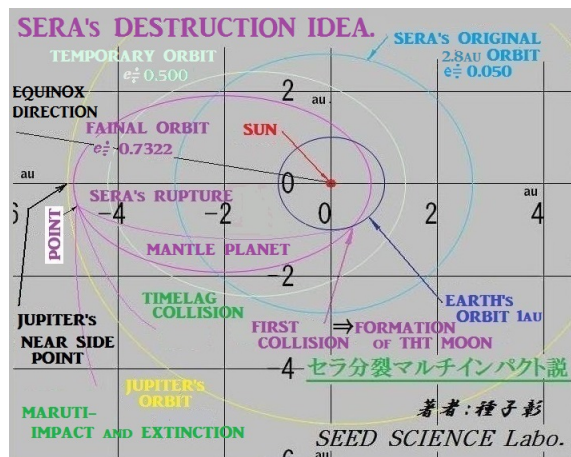 SERA's DESTRUCTION IDEA.
TEMPORARY ORBIT
e≒0.500
SERA's ORIGINAL
2.8AU ORBIT
e≒0.050
EQUINOX
DIRECTION
2
au.
FAINAL ORBIT
e≒0.7322
SUN
au
SERA's RUPTURE
0
au
6
-4
-2
0
2
4
POINT
MANTLE PLANET
-2
TIMELAG
COLLISION
EARTH's
ORBIT 1AU
JUPITER's
NEAR SIDE
POINT
FIRST
COLLISION
⇒FORMATION
OF THT MOON
-4
セラ分裂マルチインパクト説
JUPITER's
ORBIT
MARUTI-
IMPACT AND EXTINCTION
著者:種子彰
SEED SCIENCE Labo.
au